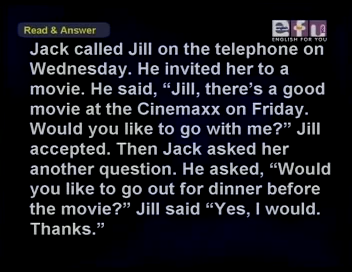 Read & Answer
efu
ENGLISH FOR YOU
Jack called Jill on the telephone on
Wednesday. He invited her to a
movie. He said, “Jill, there’s a good
movie at the Cinemaxx on Friday.
Would you like to go with me?” Jill
accepted. Then Jack asked her
another question. He asked, “Would
you like to go out for dinner before
the movie?” Jill said “Yes, I would.
Thanks.”